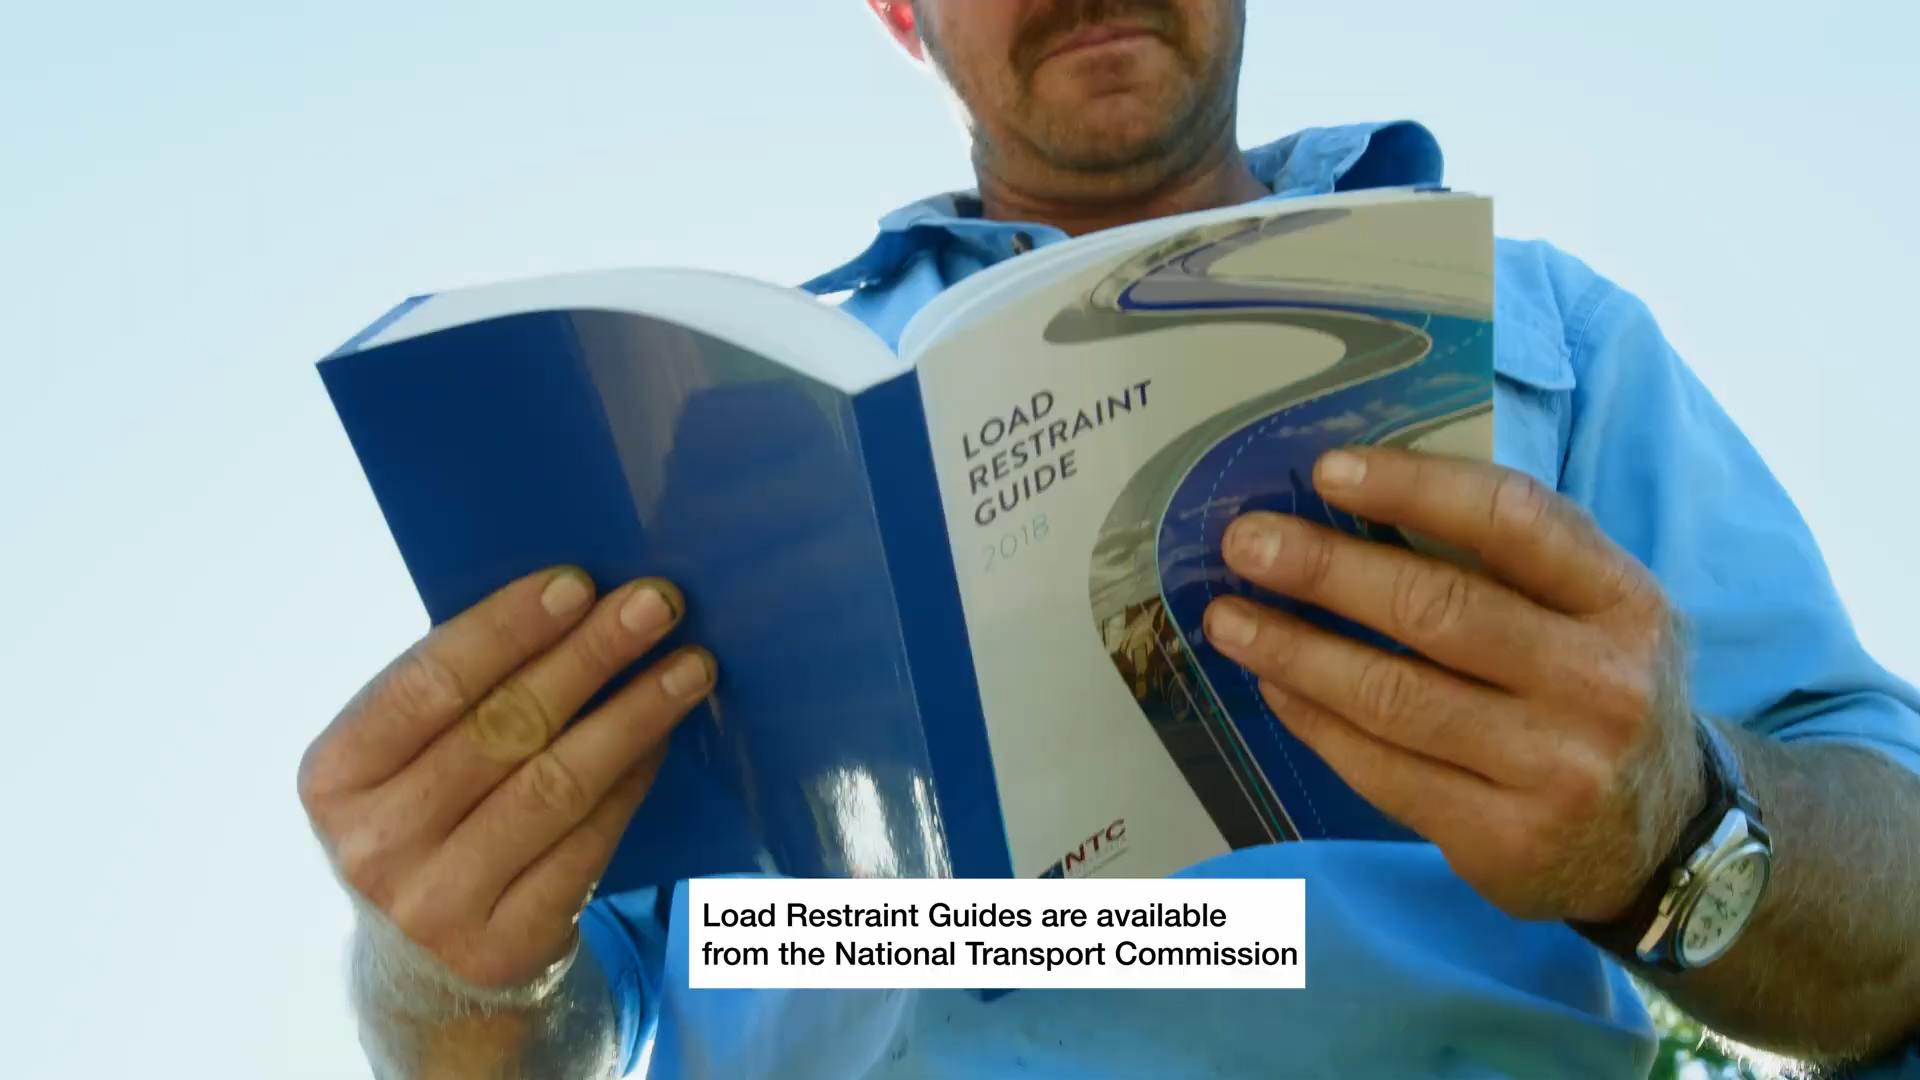 LOAD
RESTRAINT
GUIDE
2018
NTC
Load Restraint Guides are available
from the National Transport Commission